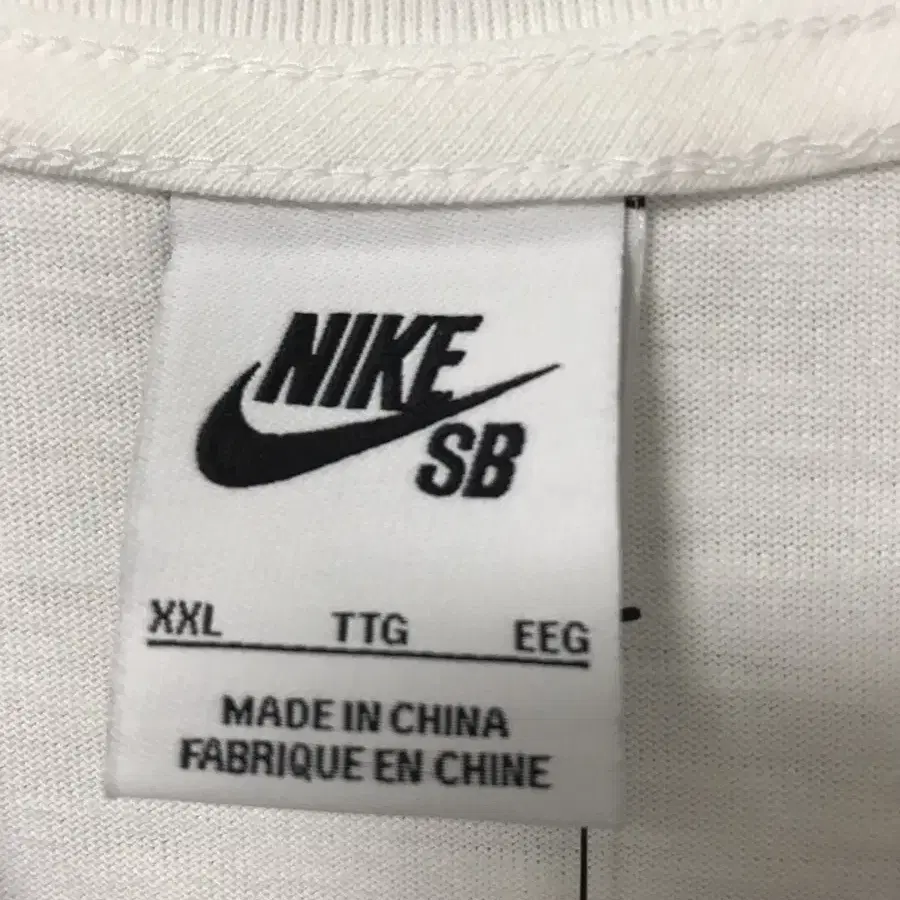 NIKE
SB
XXL TTG EEG
MADE IN CHINA
FABRIQUE EN CHINE